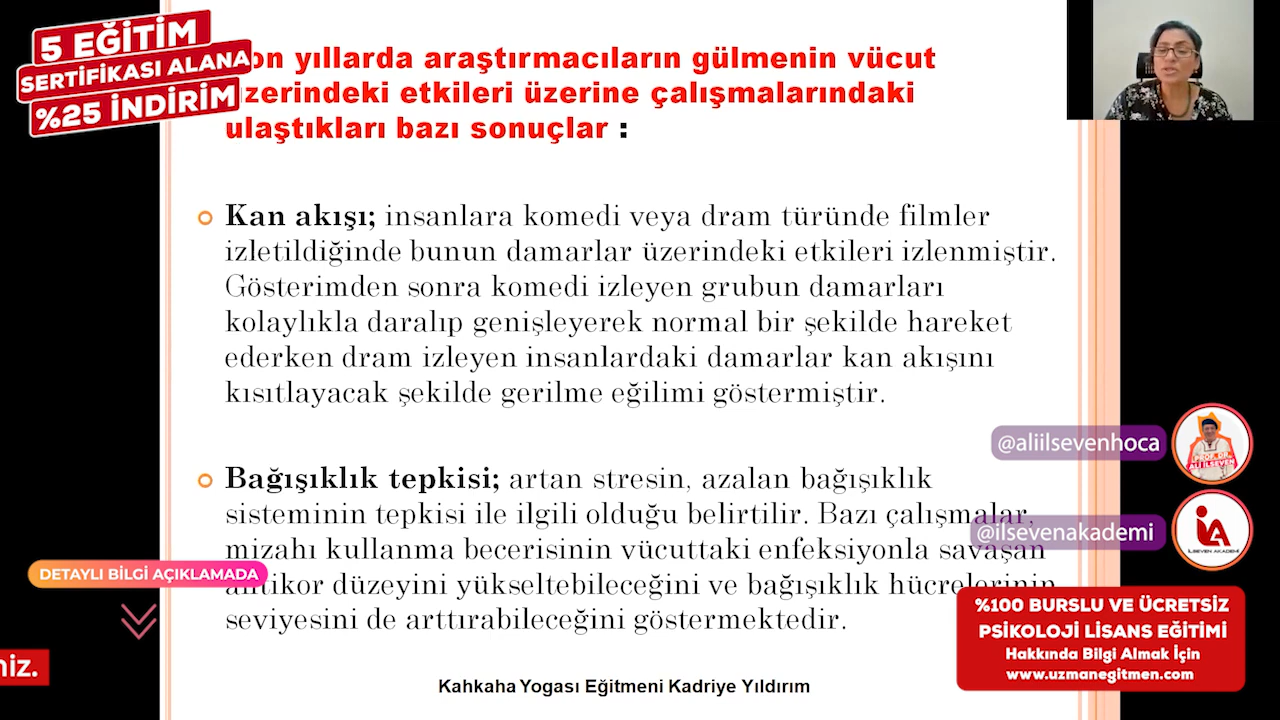 5 EĞİTİM
SERTİFİKASI ALANA
%25 İNDİRİM
yıllarda araştırmacıların gülmenin vücut
üzerindeki etkileri üzerine çalışmalarındaki
ulaştıkları bazı sonuçlar :
Kan akışı; insanlara komedi veya dram türünde filmler
izletildiğinde bunun damarlar üzerindeki etkileri izlenmiştir.
Gösterimden sonra komedi izleyen grubun damarları
kolaylıkla daralıp genişleyerek normal bir şekilde hareket
ederken dram izleyen insanlardaki damarlar kan akışını
kısıtlayacak şekilde gerilme eğilimi göstermiştir.
@aliilsevenhoca
PROF. DR.
ALİ İLSEVEN
Bağışıklık tepkisi; artan stresin, azalan bağışıklık
sisteminin tepkisi ile ilgili olduğu belirtilir. Bazı çalışmalar,
@ilsevenakademi
İLSEVEN AKADEMİ
mizahı kullanma becerisinin vücuttaki enfeksiyonla savaşan
DETAYLI BİLGİ AÇIKLAMADA
antikor düzeyini yükseltebileceğini ve bağışıklık hücrelerinin
seviyesini de arttırabileceğini göstermektedir.
%100 BURSLU VE ÜCRETSİZ
PSİKOLOJİ LİSANS EĞİTİMİ
Hakkında Bilgi Almak İçin
www.uzmanegitmen.com
Kahkaha Yogası Eğitmeni Kadriye Yıldırım